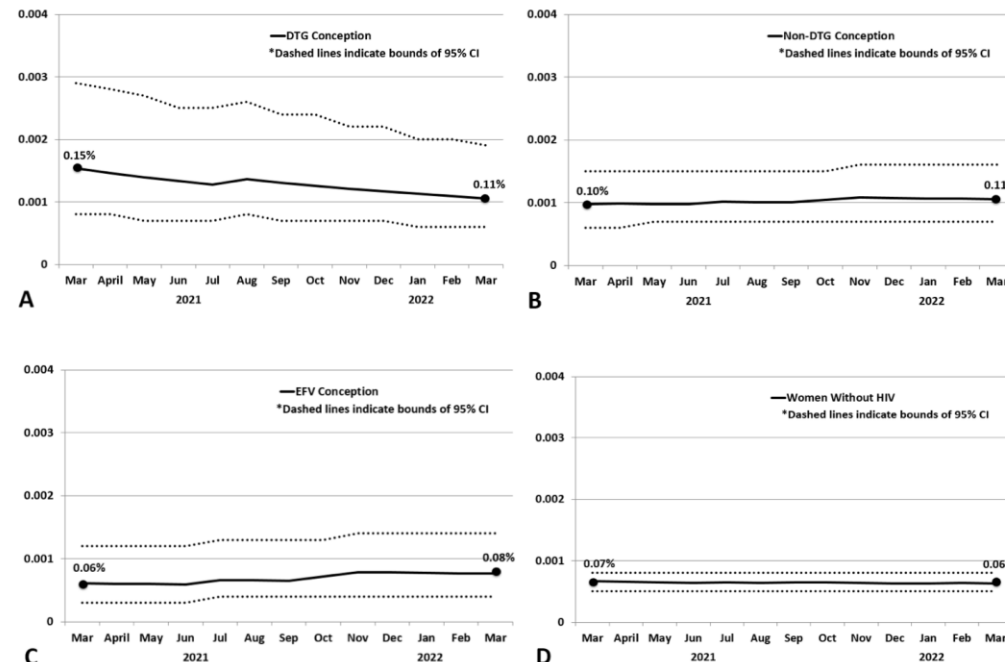 0.004
DTG Conception
*Dashed lines indicate bounds of 95% CI
0.003
0.002
0.15%
0.11%
0.001
0
Mar April May Jun Jul Aug Sep Oct Nov Dec Jan Feb Mar
2021 2022
A
0.004
Non-DTG Conception
*Dashed lines indicate bounds of 95% CI
0.003
0.002
0.10%
0.11
0.001
0
Mar April May Jun Jul Aug Sep Oct Nov Dec Jan Feb Mar
2021 2022
B
0.004
EFV Conception
*Dashed lines indicate bounds of 95% CI
0.003
0.002
0.001
0.06%
0.08%
0
Mar April May Jun Jul Aug Sep Oct Nov Dec Jan Feb Mar
2021 2022
C
0.004
Women Without HIV
*Dashed lines indicate bounds of 95% CI
0.003
0.002
0.001
0.07%
0.06
0
Mar April May Jun Jul Aug Sep Oct Nov Dec Jan Feb Mar
2021 2022
D